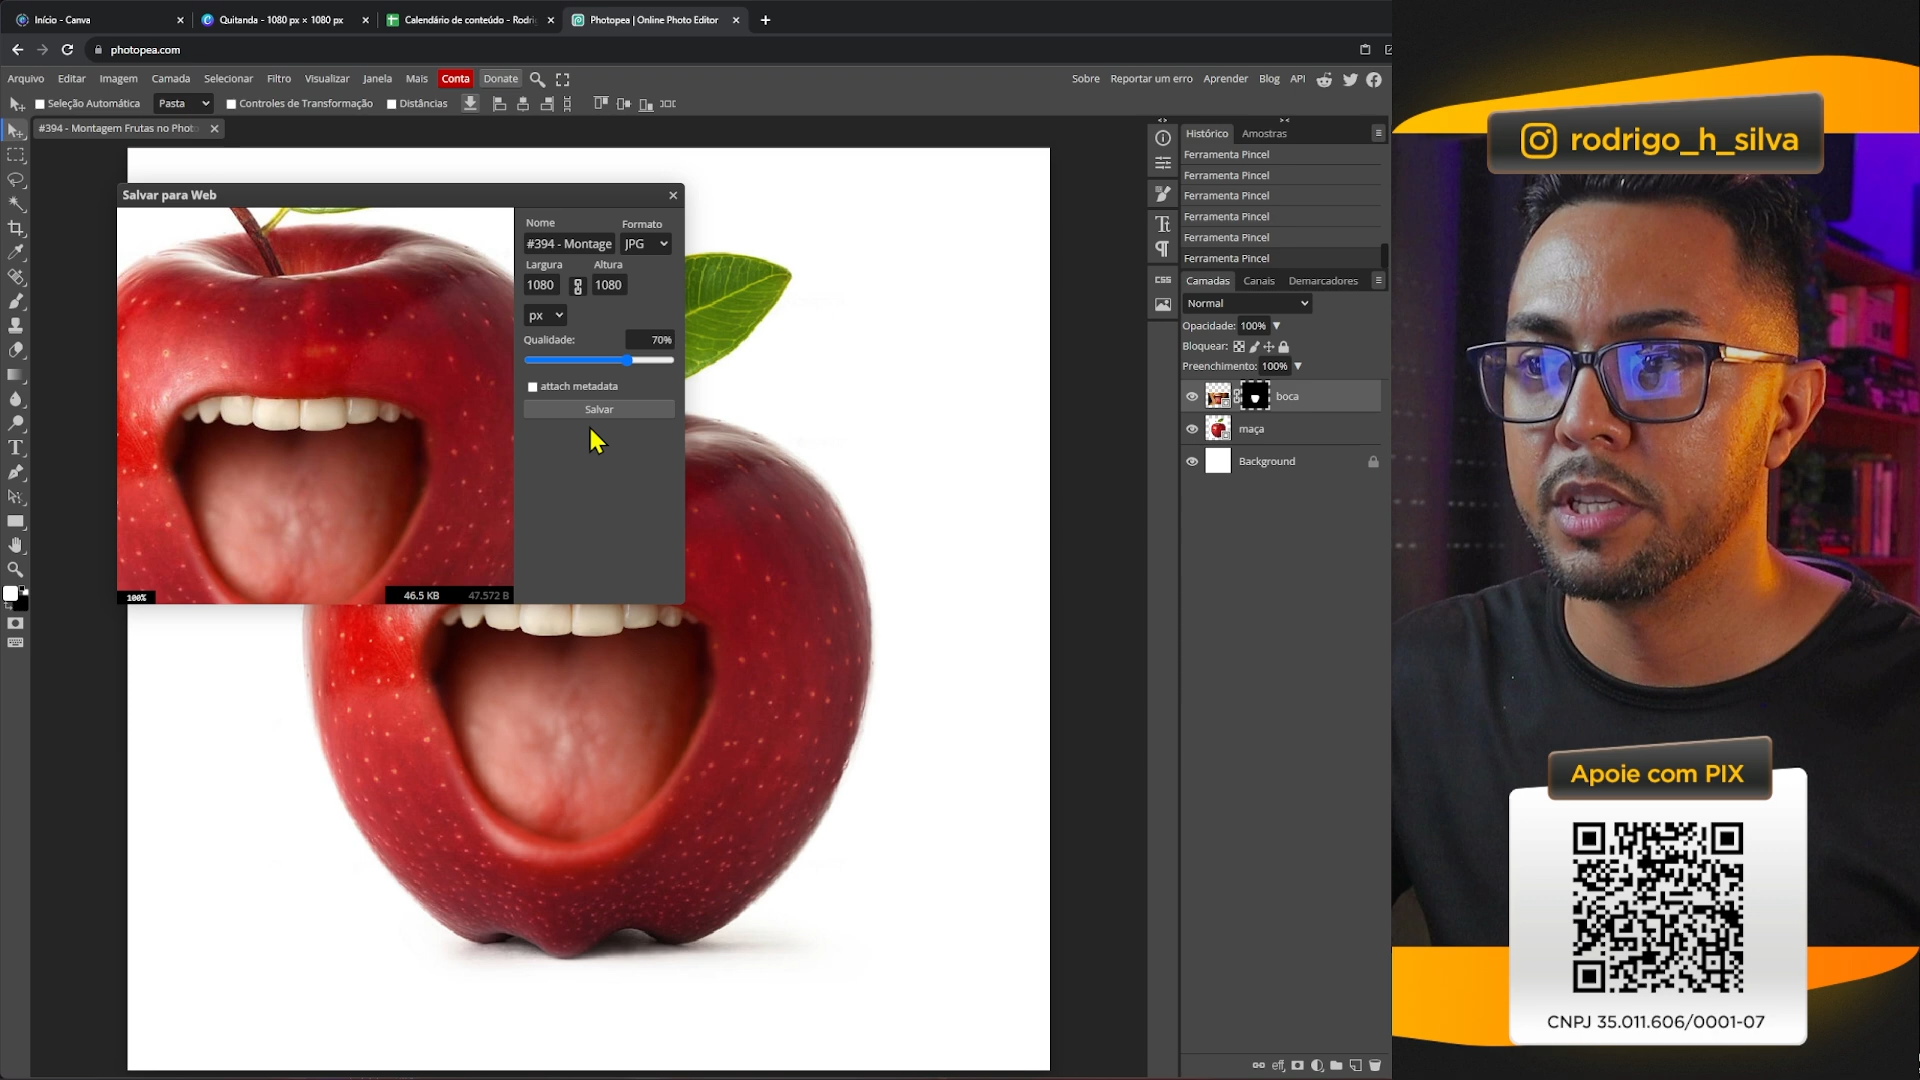 Início - Canva
Quitanda - 1080 px × 1080 px
Calendário de conteúdo - Rodri
Photopea | Online Photo Editor
photopea.com
Arquivo
Editar
Imagem
Camada
Selecionar
Filtro
Visualizar
Janela
Mais
Conta
Donate
Sobre
Reportar um erro
Aprender
Blog
API
Seleção Automática
Pasta
Controles de Transformação
Distâncias
#394 - Montagem Frutas no Phot
Salvar para Web
Nome
Formato
#394 - Montage
JPG
Largura
Altura
1080
1080
px
Qualidade:
70%
attach metadata
Salvar
100%
46.5 KB
47.572 B
Histórico
Amostras
Ferramenta Pincel
Ferramenta Pincel
Ferramenta Pincel
Ferramenta Pincel
Ferramenta Pincel
Ferramenta Pincel
CSS
Camadas
Canais
Demarcadores
Normal
Opacidade:
100%
Bloquear:
Preenchimento:
100%
boca
maça
Background
eff
rodrigo_h_silva
Apoie com PIX
CNPJ 35.011.606/0001-07